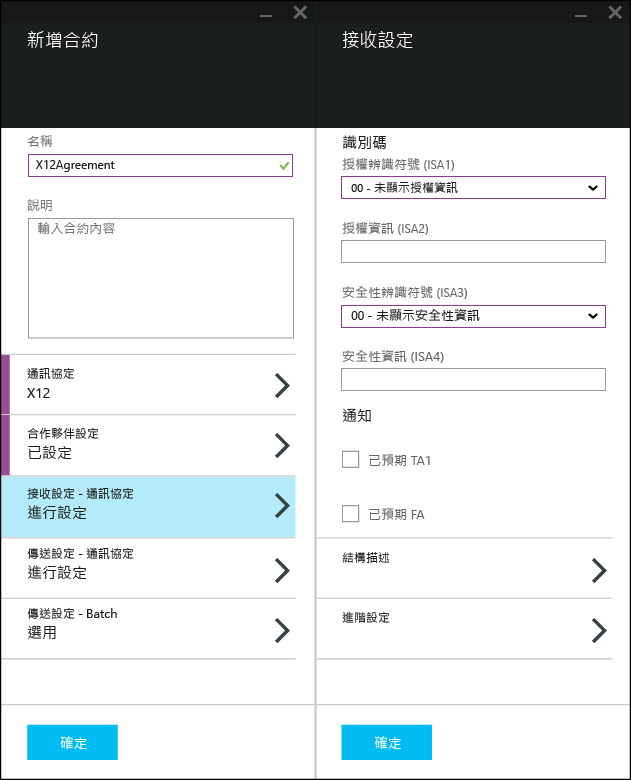 新增合約
名稱
X12Agreement
說明
輸入合約內容
通訊協定
X12
合作夥伴設定
已設定
接收設定 - 通訊協定
進行設定
傳送設定 - 通訊協定
進行設定
傳送設定 - Batch
選用
確定
接收設定
識別碼
授權辨識符號 (ISA1)
00 - 未顯示授權資訊
授權資訊 (ISA2)
安全性辨識符號 (ISA3)
00 - 未顯示安全性資訊
安全性資訊 (ISA4)
通知
已預期 TA1
已預期 FA
結構描述
進階設定
確定